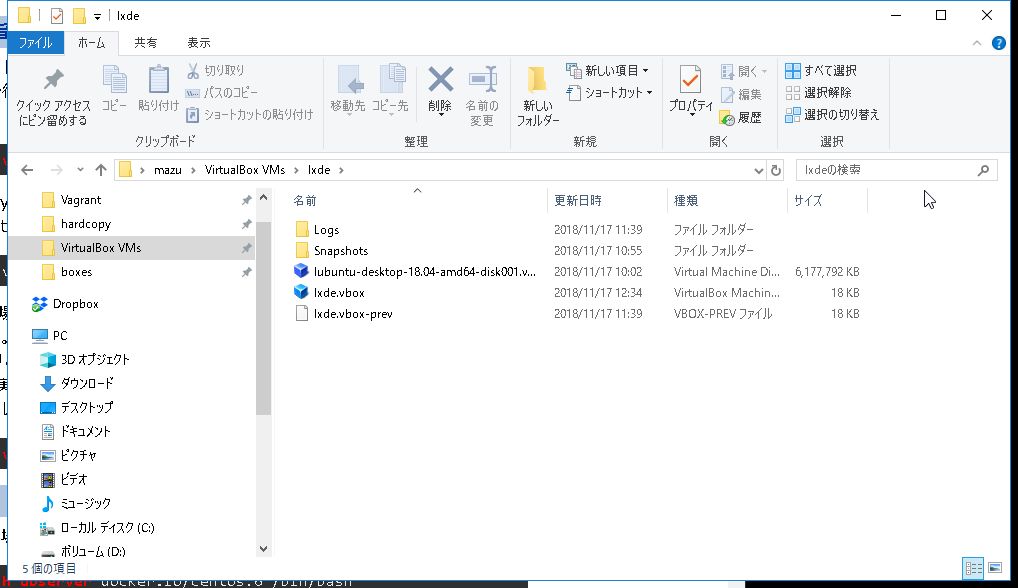 lxde
ファイル ホーム 共有 表示
クイック アクセス
にピン留めする
コピー
貼り付け
切り取り
パスのコピー
ショートカットの貼り付け
クリップボード
移動先
コピー先
削除
名前の
変更
整理
新しい
フォルダー
新しい項目
ショートカット
新規
プロパティ
開く
編集
履歴
開く
すべて選択
選択解除
選択の切り替え
選択
mazu > VirtualBox VMs > lxde >
lxdeの検索
Vagrant
hardcopy
VirtualBox VMs
boxes
Dropbox
PC
3D オブジェクト
ダウンロード
デスクトップ
ドキュメント
ピクチャ
ビデオ
ミュージック
ローカル ディスク (C:)
ボリューム (D:)
名前 更新日時 種類 サイズ
Logs 2018/11/17 11:39 ファイル フォルダー
Snapshots 2018/11/17 10:55 ファイル フォルダー
lubuntu-desktop-18.04-amd64-disk001.v... 2018/11/17 10:02 Virtual Machine Di... 6,177,792 KB
lxde.vbox 2018/11/17 12:34 VirtualBox Machin... 18 KB
lxde.vbox-prev 2018/11/17 11:39 VBOX-PREV ファイル 18 KB
5 個の項目